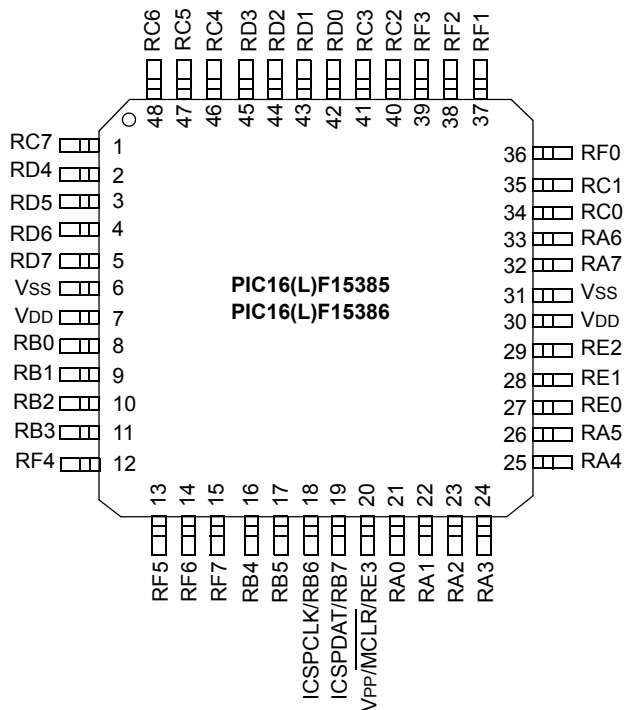 RC6 RC5 RC4 RD3 RD2 RD1 RD0 RC3 RC2 RF3 RF2 RF1
48 47 46 45 44 43 42 41 40 39 38 37
RC7 1
RD4 2
RD5 3
RD6 4
RD7 5
VSS 6
VDD 7
RB0 8
RB1 9
RB2 10
RB3 11
RF4 12
PIC16(L)F15385
PIC16(L)F15386
36 RF0
35 RC1
34 RC0
33 RA6
32 RA7
31 VSS
30 VDD
29 RE2
28 RE1
27 RE0
26 RA5
25 RA4
13 14 15 16 17 18 19 20 21 22 23 24
RF5 RF6 RF7 RB4 RB5 ICSPCLK/RB6 ICSPDAT/RB7 VPP/MCLR/RE3 RA0 RA1 RA2 RA3